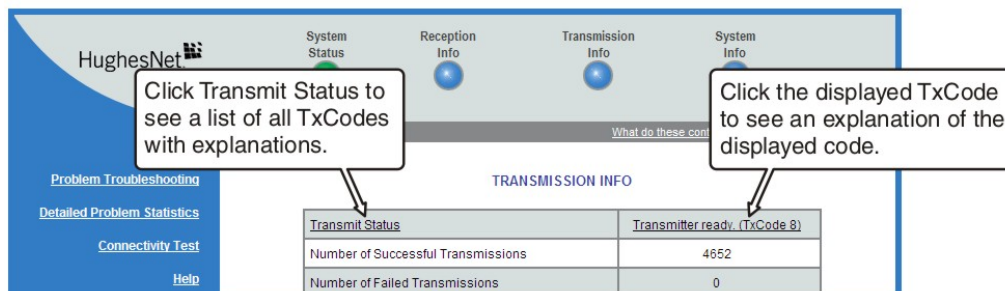 HughesNet
System
Status
Reception
Info
Transmission
Info
System
Info
Click Transmit Status to
see a list of all TxCodes
with explanations.
Click the displayed TxCode
to see an explanation of the
displayed code.
What do these
Problem Troubleshooting
Detailed Problem Statistics
Connectivity Test
Help
TRANSMISSION INFO
Transmit Status
Transmitter ready. (TxCode 8)
Number of Successful Transmissions
4652
Number of Failed Transmissions
0